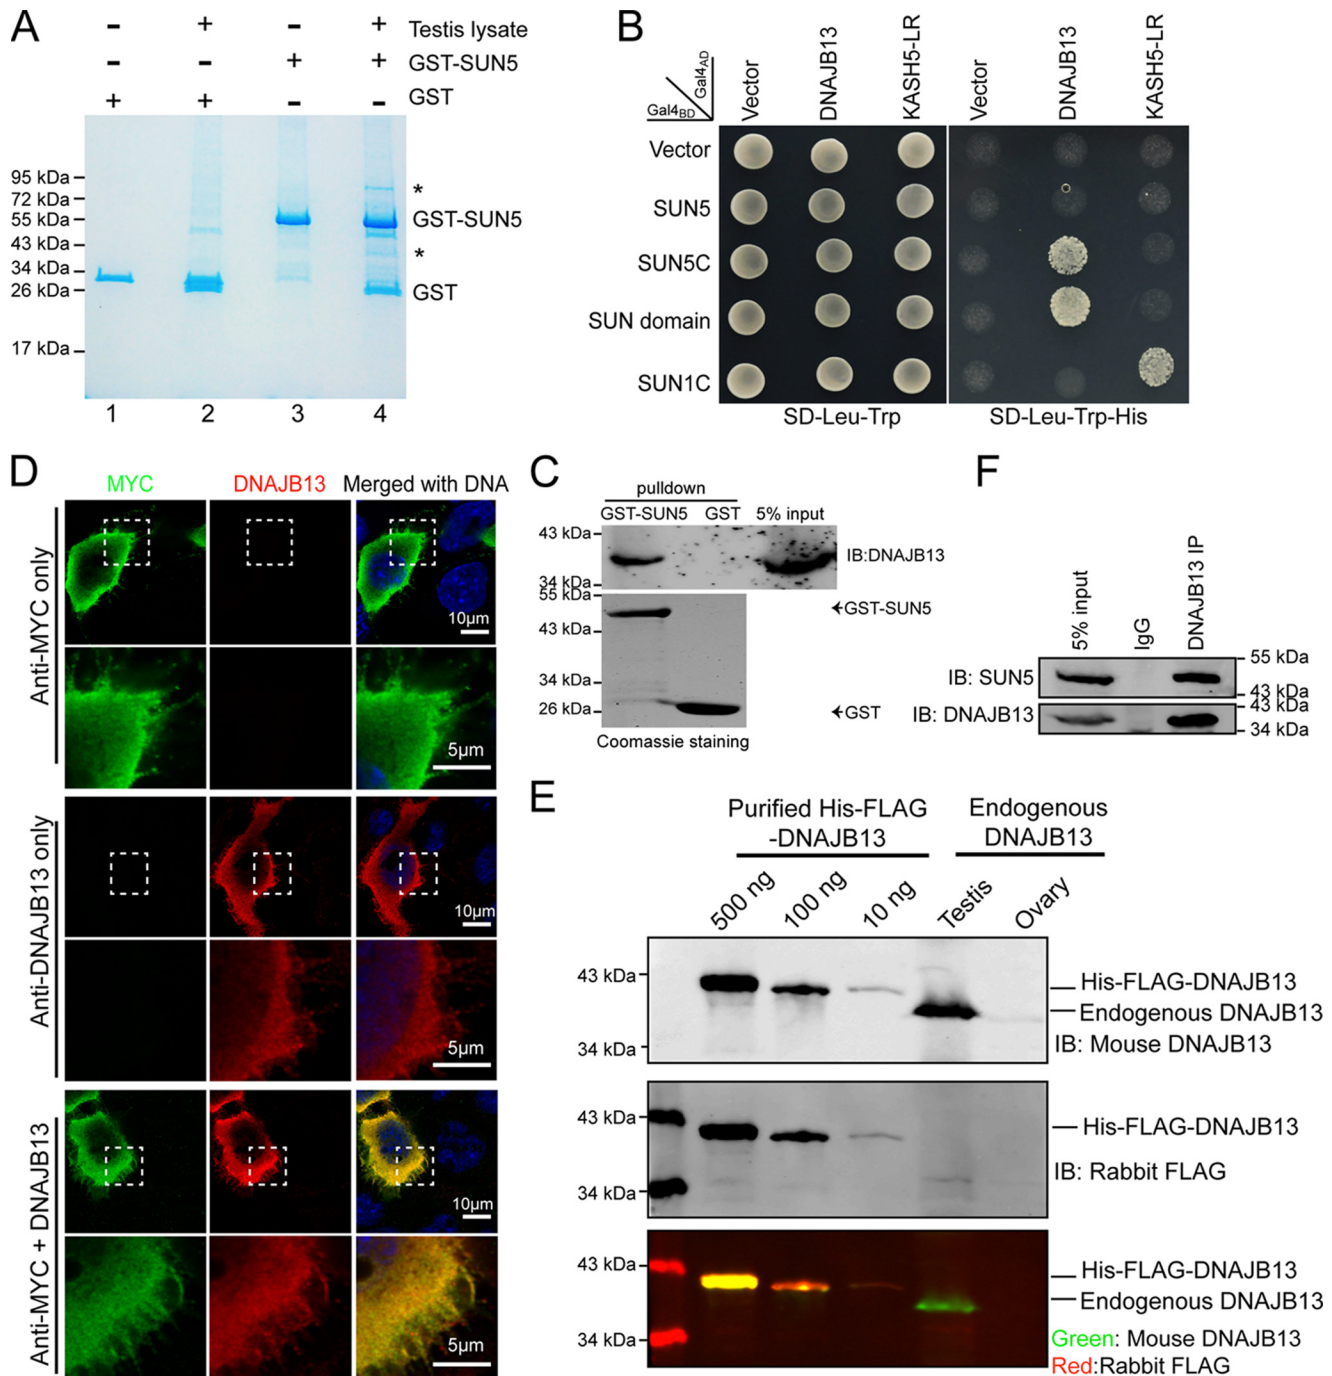 A
- + - + Testis lysate
- - + + GST-SUN5
+ + - - GST
95 kDa
72 kDa
55 kDa
43 kDa
34 kDa
26 kDa
17 kDa
*
GST-SUN5
*
GST
1 2 3 4
B
Gal4BD
Gal4AD
Vector
DNAJB13
KASH5-LR
Vector
DNAJB13
KASH5-LR
Vector
SUN5
SUN5C
SUN domain
SUN1C
SD-Leu-Trp
SD-Leu-Trp-His
D
MYC
DNAJB13
Merged with DNA
Anti-MYC only
10µm
5µm
Anti-DNAJB13 only
10µm
5µm
Anti-MYC + DNAJB13
10µm
5µm
C
pulldown
GST-SUN5 GST 5% input
43 kDa
34 kDa
IB:DNAJB13
55 kDa
43 kDa
34 kDa
26 kDa
GST-SUN5
GST
Coomassie staining
F
5% input
IgG
DNAJB13 IP
IB: SUN5
55 kDa
43 kDa
IB: DNAJB13
43 kDa
34 kDa
E
Purified His-FLAG
-DNAJB13
Endogenous
DNAJB13
500 ng
100 ng
10 ng
Testis
Ovary
43 kDa
34 kDa
His-FLAG-DNAJB13
Endogenous DNAJB13
IB: Mouse DNAJB13
43 kDa
34 kDa
His-FLAG-DNAJB13
IB: Rabbit FLAG
43 kDa
34 kDa
His-FLAG-DNAJB13
Endogenous DNAJB13
Green: Mouse DNAJB13
Red:Rabbit FLAG